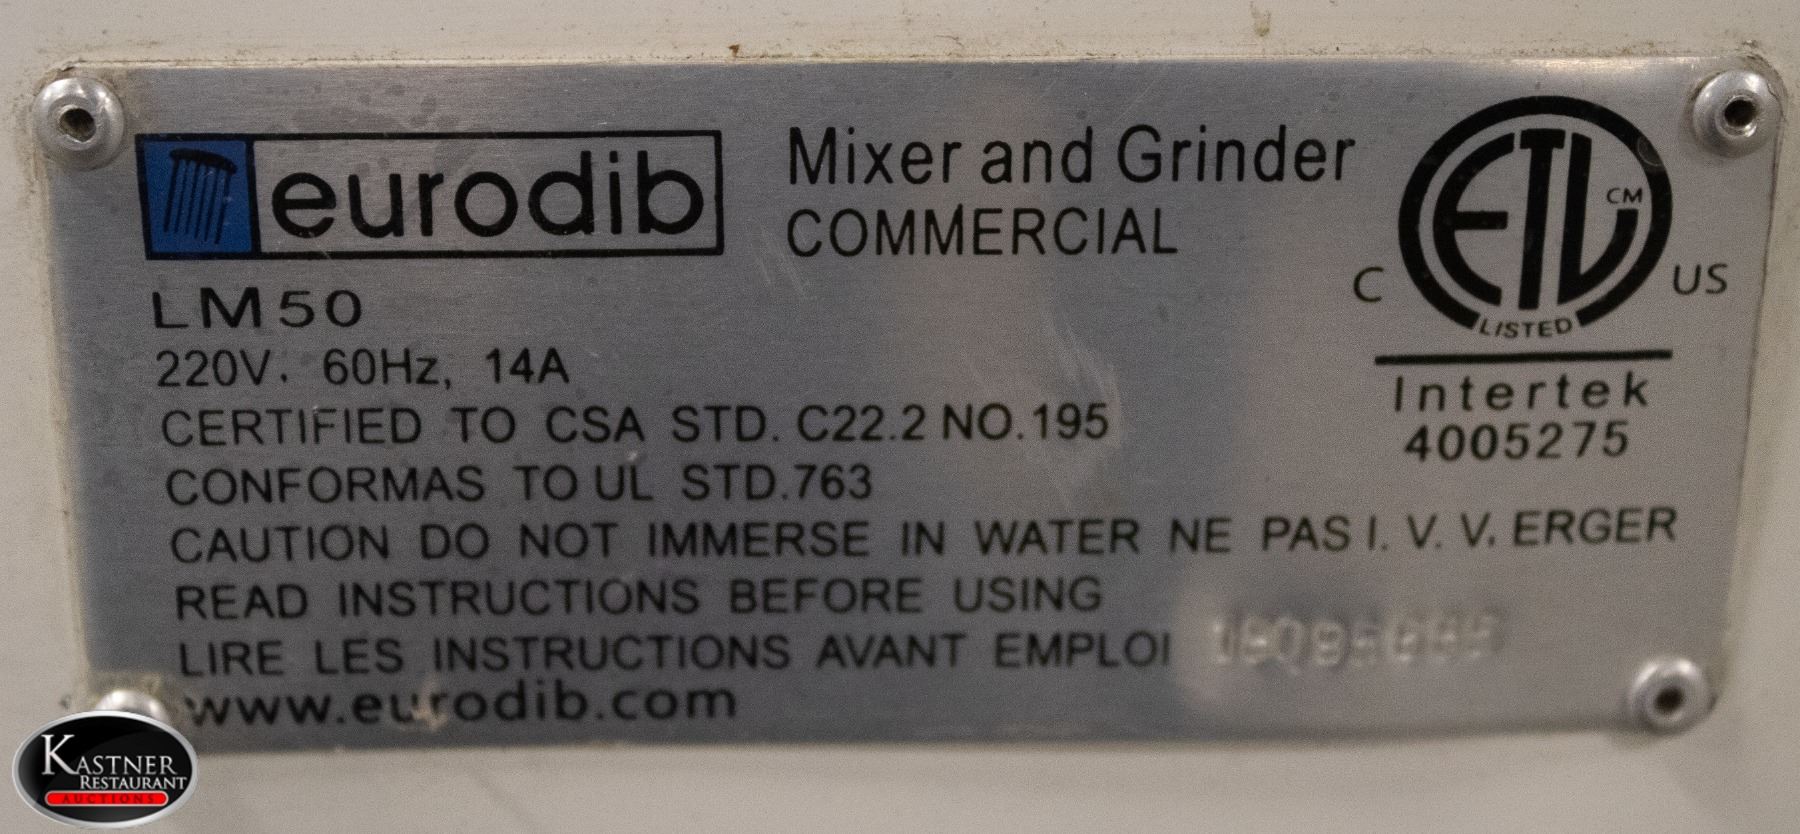 eurodib
Mixer and Grinder
COMMERCIAL
ETL CM
C
US
LISTED
Intertek
4005275
LM50
220V. 60Hz, 14A
CERTIFIED TO CSA STD. C22.2 NO.195
CONFORMAS TO UL STD.763
CAUTION DO NOT IMMERSE IN WATER NE PAS I. V. V. ERGER
READ INSTRUCTIONS BEFORE USING
LIRE LES INSTRUCTIONS AVANT EMPLOI
www.eurodib.com
KASTNER
RESTAURANT
AUCTIONS